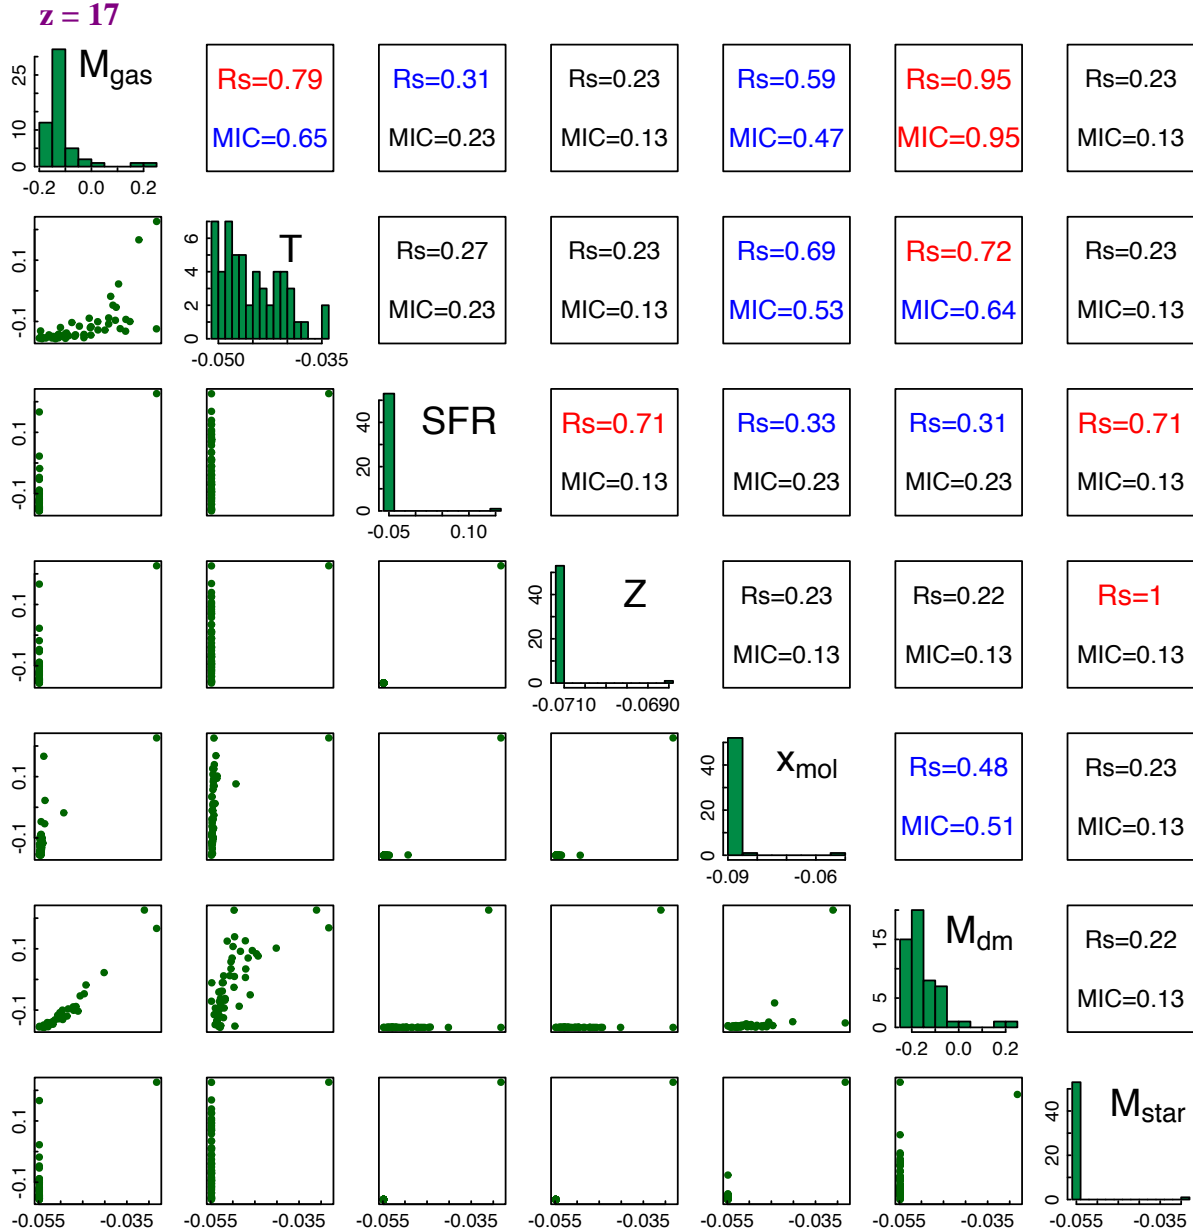 z = 17
M_gas
25
10
0
-0.2 0.0 0.2
Rs=0.79
MIC=0.65
Rs=0.31
MIC=0.23
Rs=0.23
MIC=0.13
Rs=0.59
MIC=0.47
Rs=0.95
MIC=0.95
Rs=0.23
MIC=0.13
0.1
-0.1
T
6
4
2
0
-0.050 -0.035
Rs=0.27
MIC=0.23
Rs=0.23
MIC=0.13
Rs=0.69
MIC=0.53
Rs=0.72
MIC=0.64
Rs=0.23
MIC=0.13
0.1
-0.1
SFR
40
20
0
-0.05 0.10
Rs=0.71
MIC=0.13
Rs=0.33
MIC=0.23
Rs=0.31
MIC=0.23
Rs=0.71
MIC=0.13
0.1
-0.1
Z
40
20
0
-0.0710 -0.0690
Rs=0.23
MIC=0.13
Rs=0.22
MIC=0.13
Rs=1
MIC=0.13
0.1
-0.1
x_mol
40
20
0
-0.09 -0.06
Rs=0.48
MIC=0.51
Rs=0.23
MIC=0.13
0.1
-0.1
M_dm
15
5
0
-0.2 0.0 0.2
Rs=0.22
MIC=0.13
0.1
-0.1
M_star
40
20
0
-0.055 -0.035 -0.055 -0.035 -0.055 -0.035 -0.055 -0.035 -0.055 -0.035 -0.055 -0.035 -0.055 -0.035